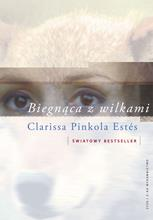 Biegnąca z wilkami
Clarissa Pinkola Estés
ŚWIATOWY BESTSELLER